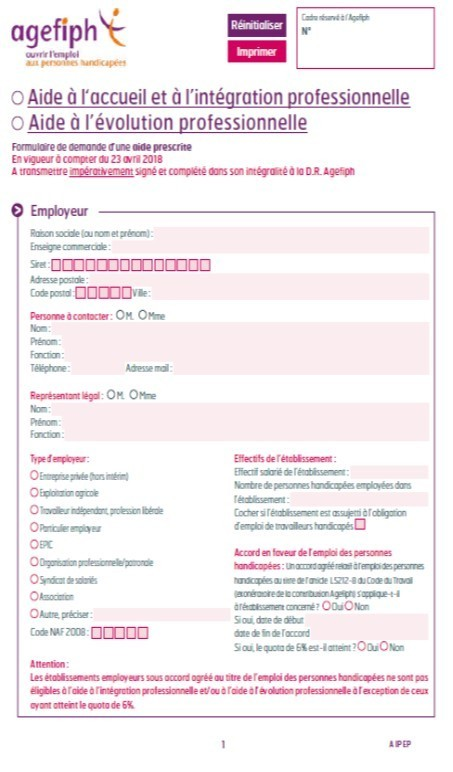 agefiph
ouvrir l'emploi
aux personnes handicapées
Réinitialiser
Imprimer
Cadre réservé à l'Agefiph
N°
Aide à l'accueil et à l'intégration professionnelle
Aide à l'évolution professionnelle
Formulaire de demande d'une aide prescrite
En vigueur à compter du 23 avril 2018
A transmettre impérativement signé et complété dans son intégralité à la D.R. Agefiph
Employeur
Raison sociale (ou nom et prénom) :
Enseigne commerciale :
Siret :
Adresse postale :
Code postal : Ville :
Personne à contacter : M. Mme
Nom :
Prénom :
Fonction :
Téléphone : Adresse mail :
Représentant légal : M. Mme
Nom :
Prénom :
Fonction :
Type d'employeur :
Entreprise privée (hors intérim)
Exploitation agricole
Travailleur indépendant, profession libérale
Particulier employeur
EPIC
Organisation professionnelle/patronale
Syndicat de salariés
Association
Autre, préciser :
Code NAF 2008 :
Effectifs de l'établissement :
Effectif salarié de l'établissement :
Nombre de personnes handicapées employées dans
l'établissement :
Cocher si l'établissement est assujetti à l'obligation
d'emploi de travailleurs handicapés
Accord en faveur de l'emploi des personnes
handicapées : Un accord agréé relatif à l'emploi des personnes
handicapées au titre de l'article L5212-8 du Code du Travail
(exonératoire de la contribution Agefiph) s'applique-t-il
à l'établissement concerné ? Oui Non
Si oui, date de début
date de fin de l'accord
Si oui, le quota de 6% est-il atteint ? Oui Non
Attention :
Les établissements employeurs sous accord agréé au titre de l'emploi des personnes handicapées ne sont pas
éligibles à l'aide à l'intégration professionnelle et/ou à l'aide à l'évolution professionnelle à l'exception de ceux
ayant atteint le quota de 6%.
1
AIPEP